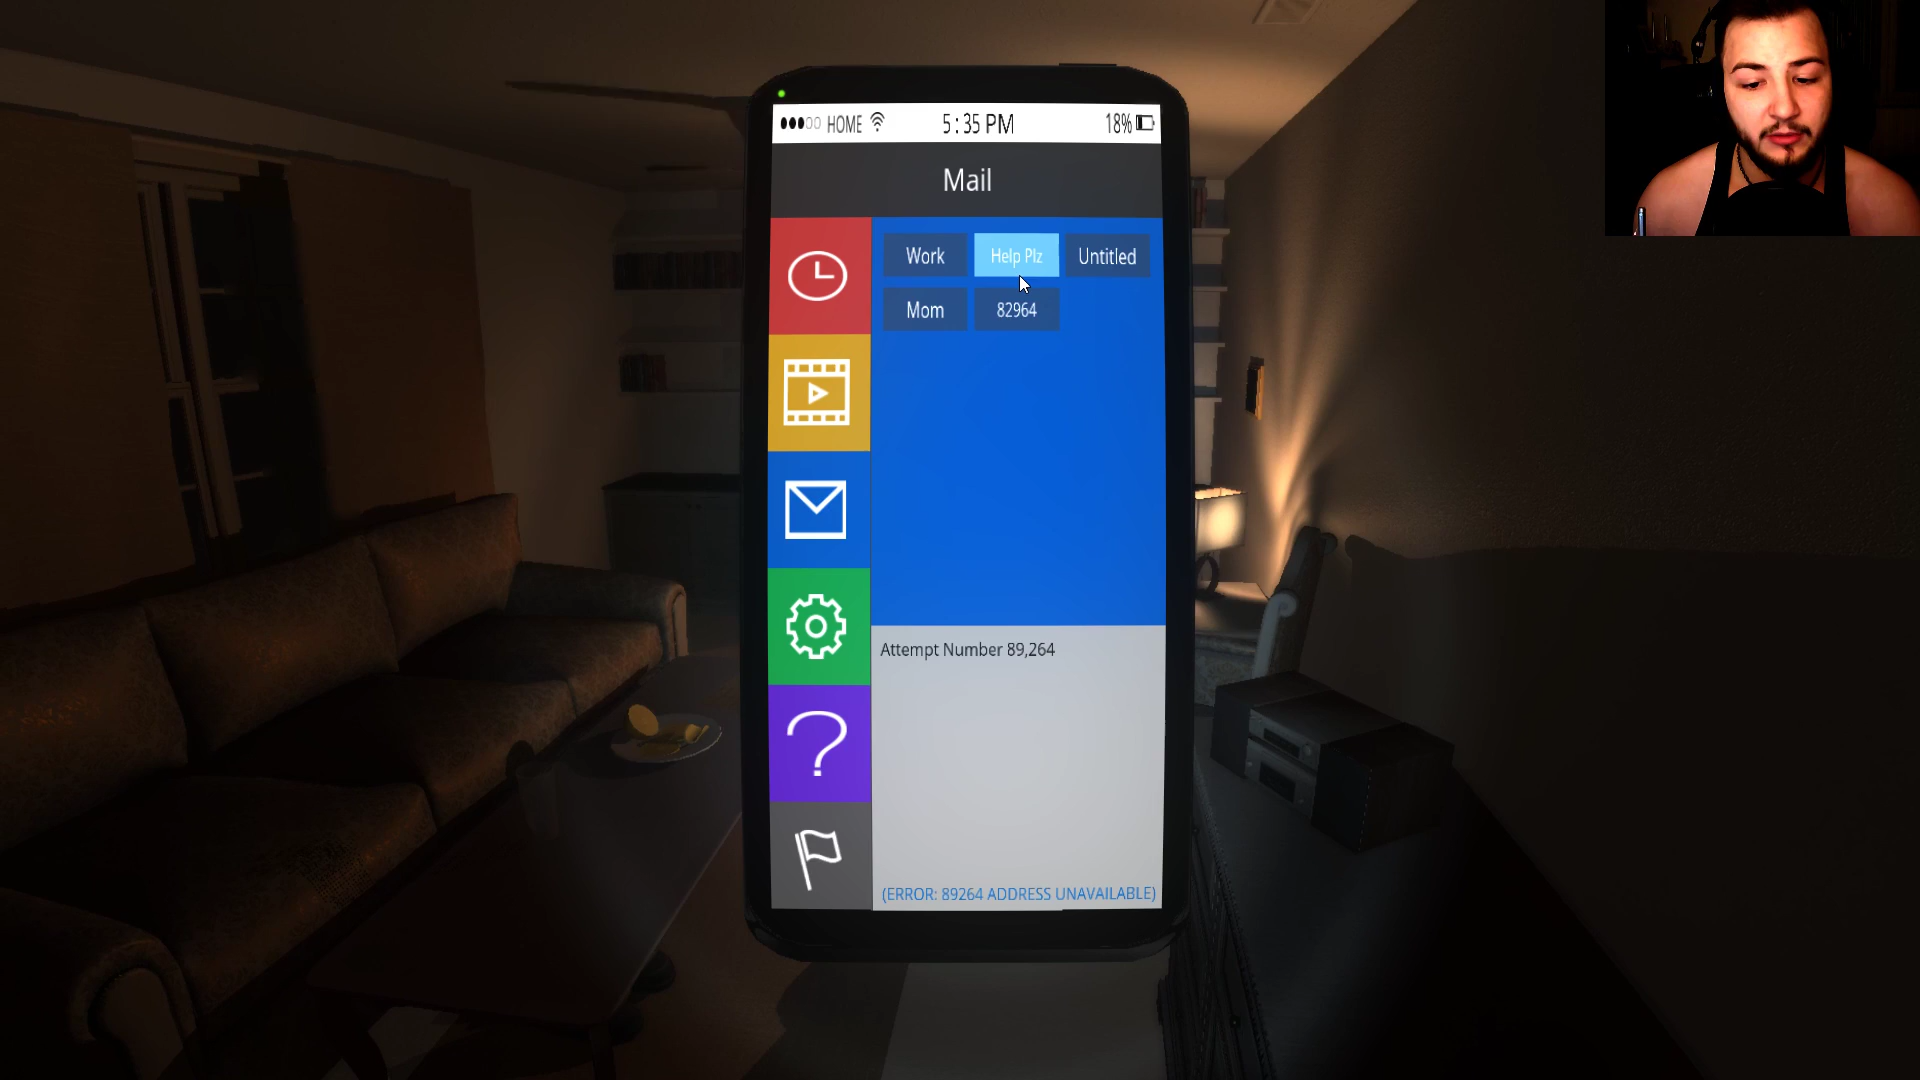 HOME 5:35 PM 18%
Mail
Work Help Plz Untitled
Mom 82964
Attempt Number 89,264
(ERROR: 89264 ADDRESS UNAVAILABLE)